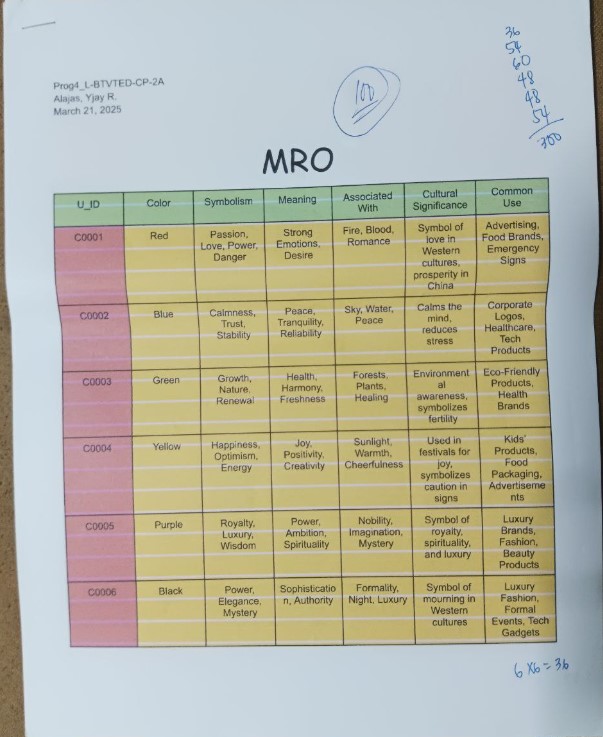 36
54
60
48
48
54
300
Prog4_L-BTVTED-CP-2A
Alajas, Yjay R.
March 21, 2025
100
MRO
U_ID Color Symbolism Meaning Associated With Cultural Significance Common Use
C0001 Red Passion, Love, Power, Danger Strong Emotions, Desire Fire, Blood, Romance Symbol of love in Western cultures, prosperity in China Advertising, Food Brands, Emergency Signs
C0002 Blue Calmness, Trust, Stability Peace, Tranquility, Reliability Sky, Water, Peace Calms the mind, reduces stress Corporate Logos, Healthcare, Tech Products
C0003 Green Growth, Nature, Renewal Health, Harmony, Freshness Forests, Plants, Healing Environmental awareness, symbolizes fertility Eco-Friendly Products, Health Brands
C0004 Yellow Happiness, Optimism, Energy Joy, Positivity, Creativity Sunlight, Warmth, Cheerfulness Used in festivals for joy, symbolizes caution in signs Kids' Products, Food Packaging, Advertisements
C0005 Purple Royalty, Luxury, Wisdom Power, Ambition, Spirituality Nobility, Imagination, Mystery Symbol of royalty, spirituality, and luxury Luxury Brands, Fashion, Beauty Products
C0006 Black Power, Elegance, Mystery Sophistication, Authority Formality, Night, Luxury Symbol of mourning in Western cultures Luxury Fashion, Formal Events, Tech Gadgets
6 x 6 = 36